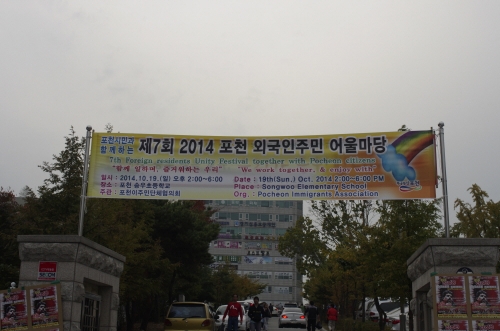 포천시민과
함께하는
제7회 2014 포천 외국인주민 어울마당
7th Foreign residents Unity Festival together with Pocheon citizens
"함께 일하며, 즐거워하는 우리" "We work together, & enjoy with"
일시 : 2014.10.19.(일) 오후 2:00~6:00
장소 : 포천 송우초등학교
주관 : 포천이주민단체협의회
Date : 19th(Sun.) Oct. 2014 2:00~6:00 PM
Place : Songwoo Elementary School
Org. : Pocheon Immigrants Association